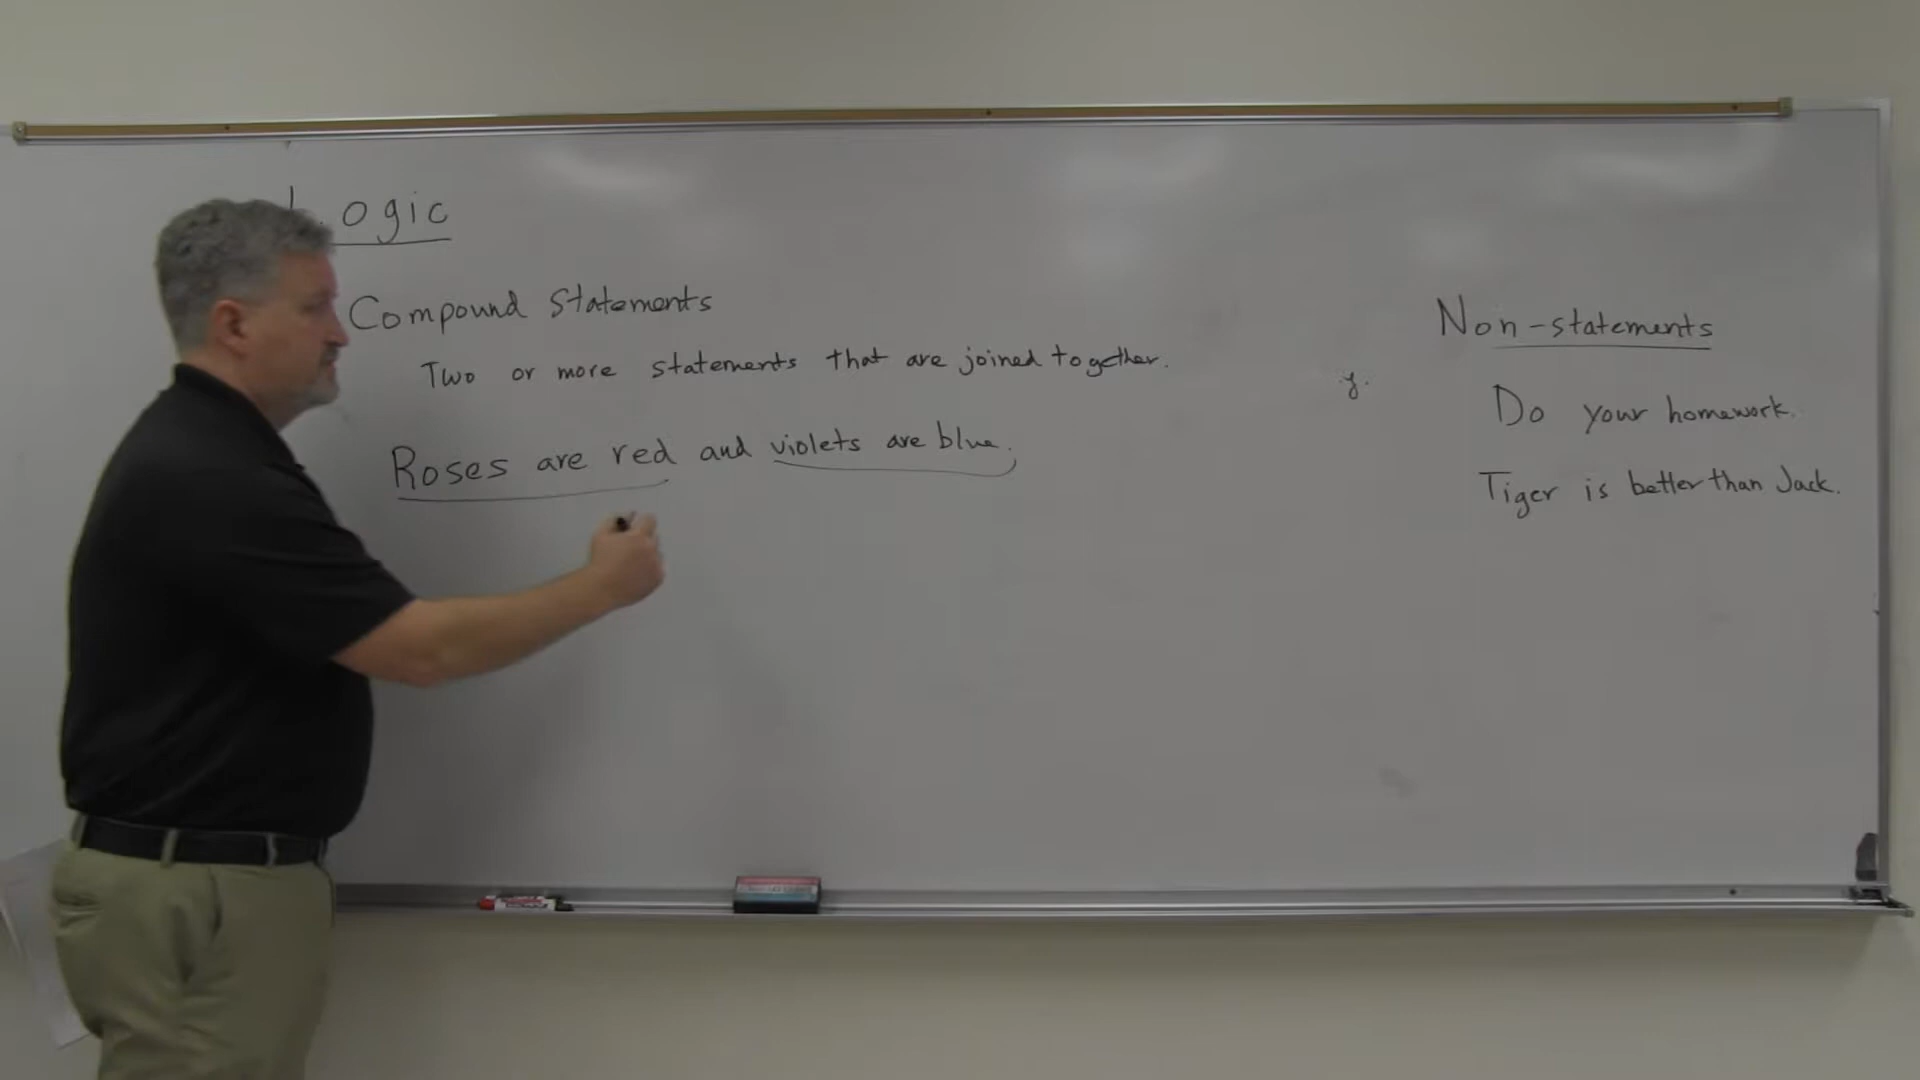 Logic
Compound Statements
Two or more statements that are joined together.
Roses are red and violets are blue.
y.
Non-statements
Do your homework.
Tiger is better than Jack.